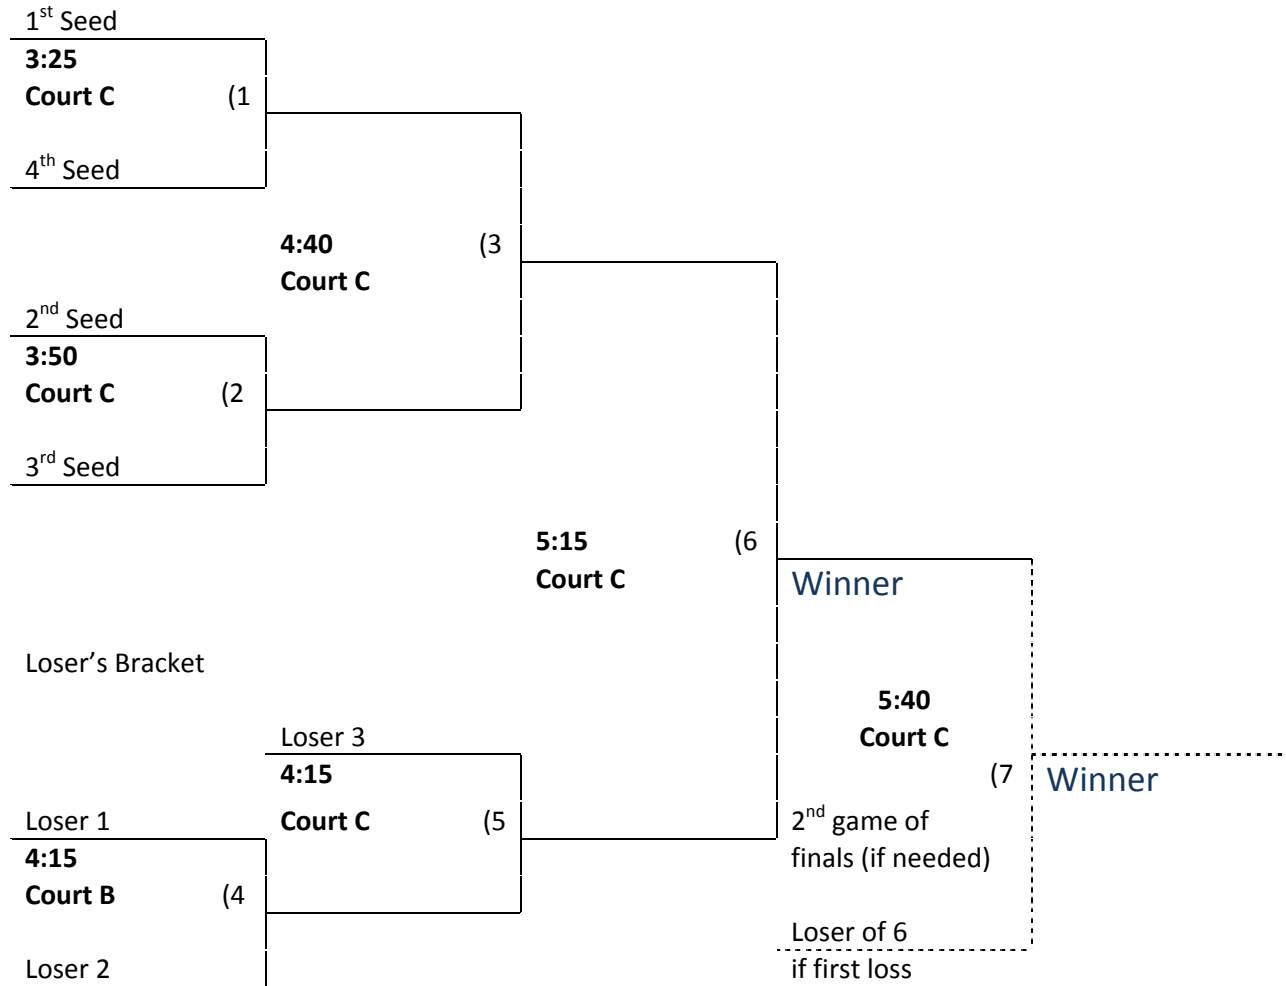 1st Seed
3:25
Court C (1
4th Seed
4:40 (3
Court C
2nd Seed
3:50
Court C (2
3rd Seed
5:15 (6
Court C
Winner
Loser's Bracket
5:40
Court C
Loser 3
4:15
(7
Winner
Loser 1
Court C (5
2nd game of
finals (if needed)
4:15
Court B (4
Loser of 6
Loser 2
if first loss